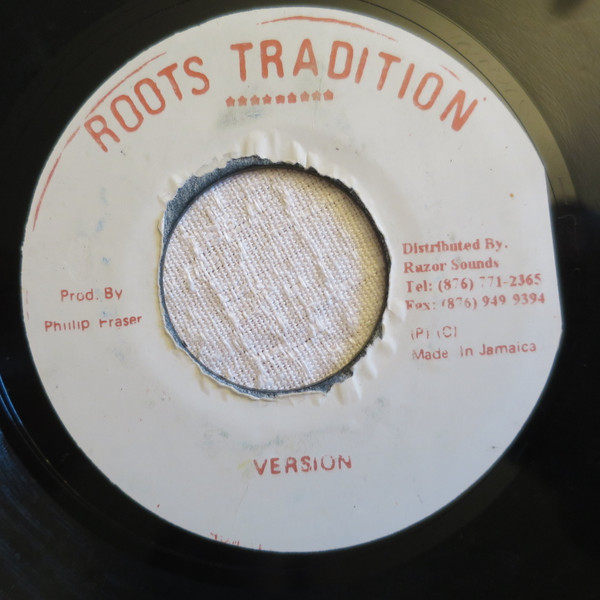 ROOTS TRADITION
Prod. By
Phillip Fraser
Distributed By.
Razor Sounds
Tel: (876) 771-2365
Fax: (876) 949 9394
(P) (C)
Made In Jamaica
VERSION